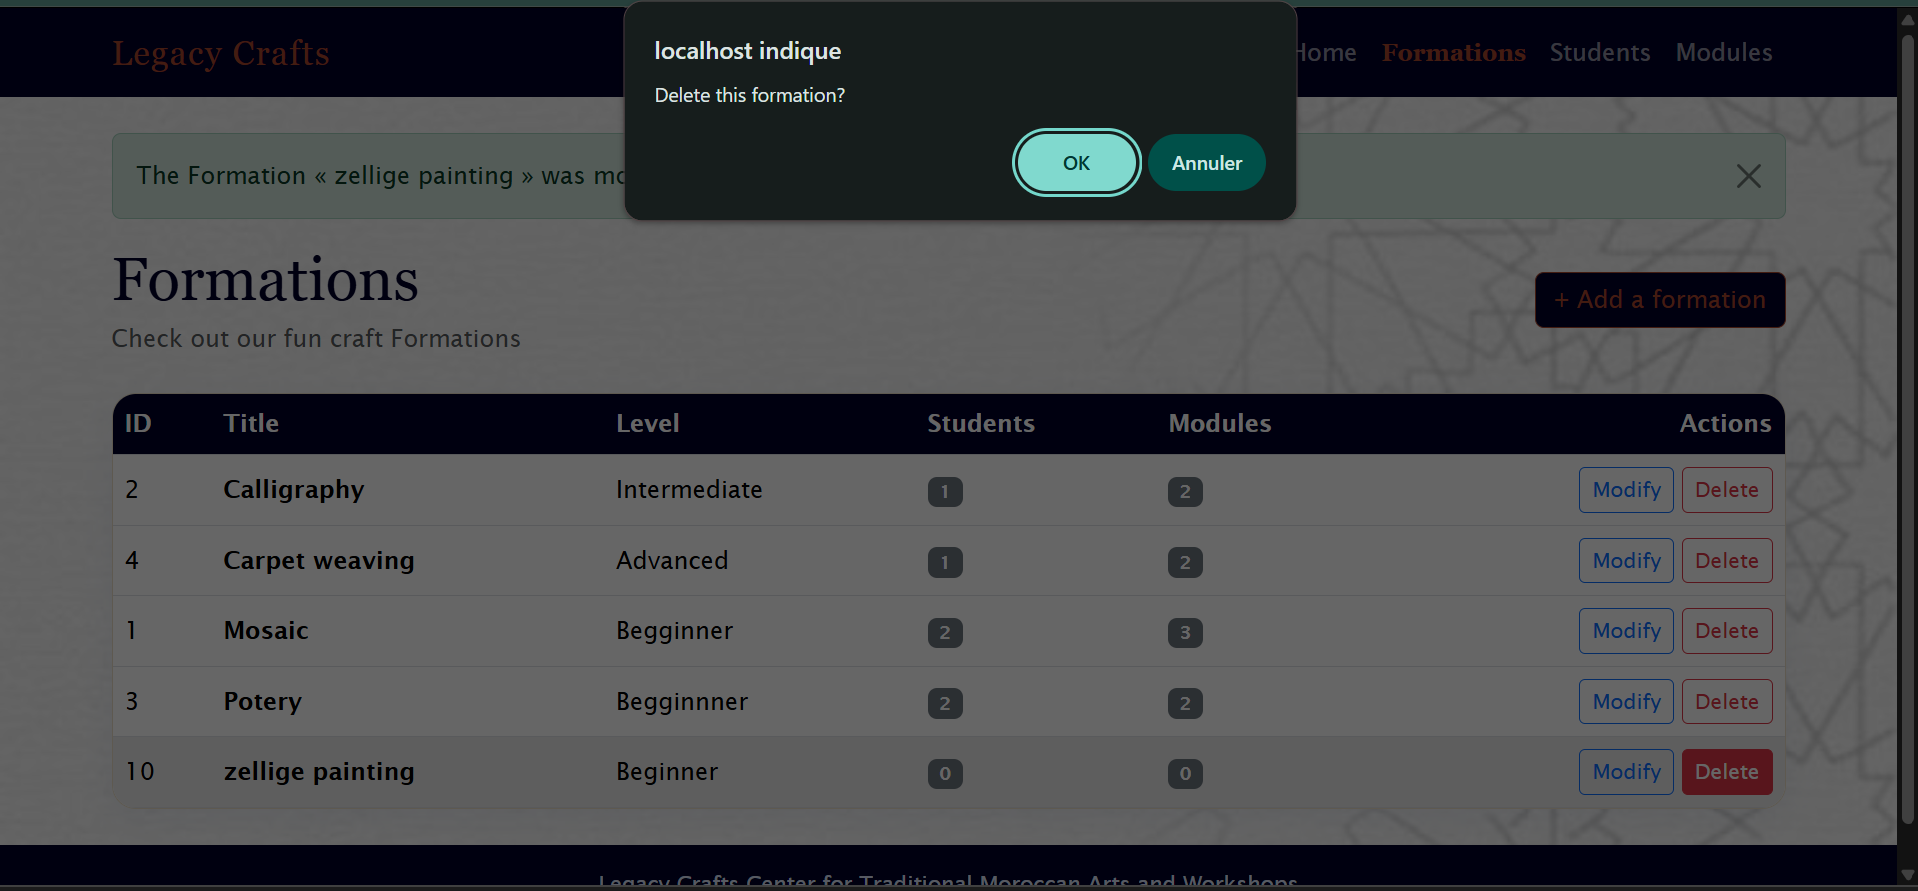 localhost indique
Delete this formation?
OK Annuler
Legacy Crafts
Home Formations Students Modules
The Formation « zellige painting » was
Formations
+ Add a formation
Check out our fun craft Formations
ID Title Level Students Modules Actions
2 Calligraphy Intermediate 1 2 Modify Delete
4 Carpet weaving Advanced 1 2 Modify Delete
1 Mosaic Begginner 2 3 Modify Delete
3 Potery Begginnner 2 2 Modify Delete
10 zellige painting Beginner 0 0 Modify Delete
Legacy Crafts Center for Traditional Moroccan Arts and Workshops